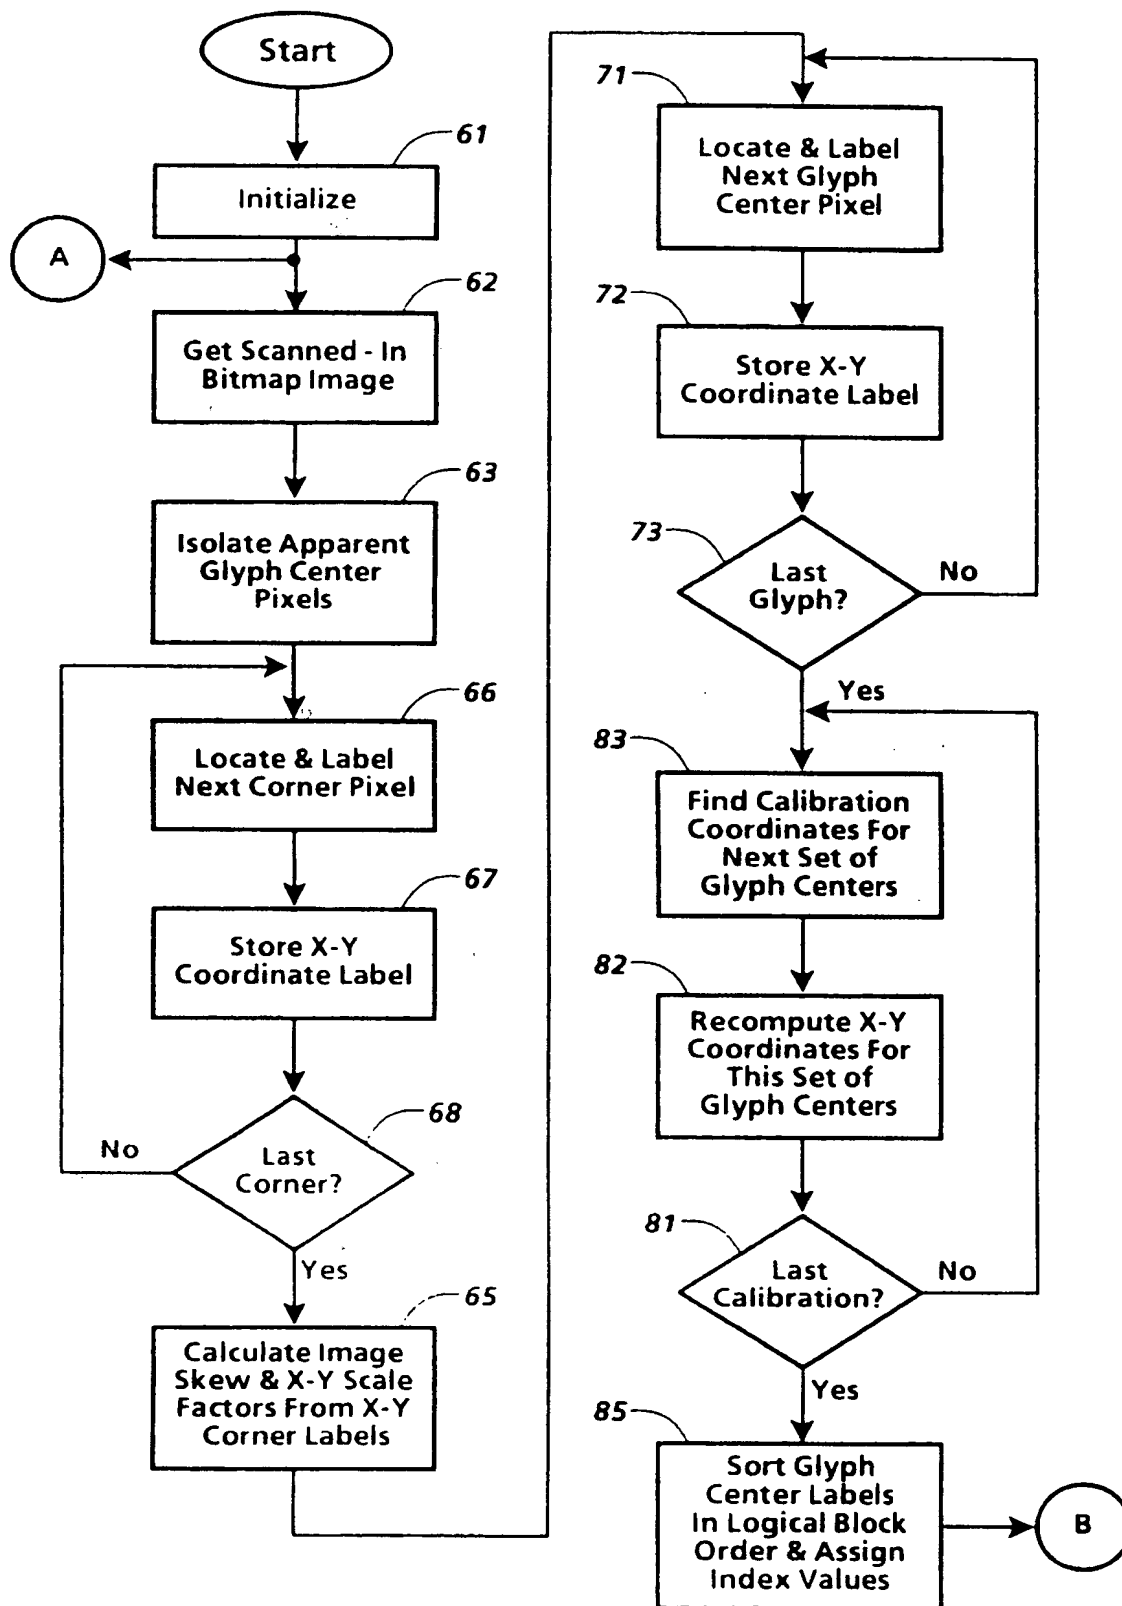 Start
61
Initialize
A
62
Get Scanned - In
Bitmap Image
63
Isolate Apparent
Glyph Center
Pixels
66
Locate & Label
Next Corner Pixel
67
Store X-Y
Coordinate Label
68
No
Last
Corner?
Yes
65
Calculate Image
Skew & X-Y Scale
Factors From X-Y
Corner Labels
71
Locate & Label
Next Glyph
Center Pixel
72
Store X-Y
Coordinate Label
73
Last
Glyph?
No
Yes
83
Find Calibration
Coordinates For
Next Set of
Glyph Centers
82
Recompute X-Y
Coordinates For
This Set of
Glyph Centers
81
Last
Calibration?
No
Yes
85
Sort Glyph
Center Labels
In Logical Block
Order & Assign
Index Values
B